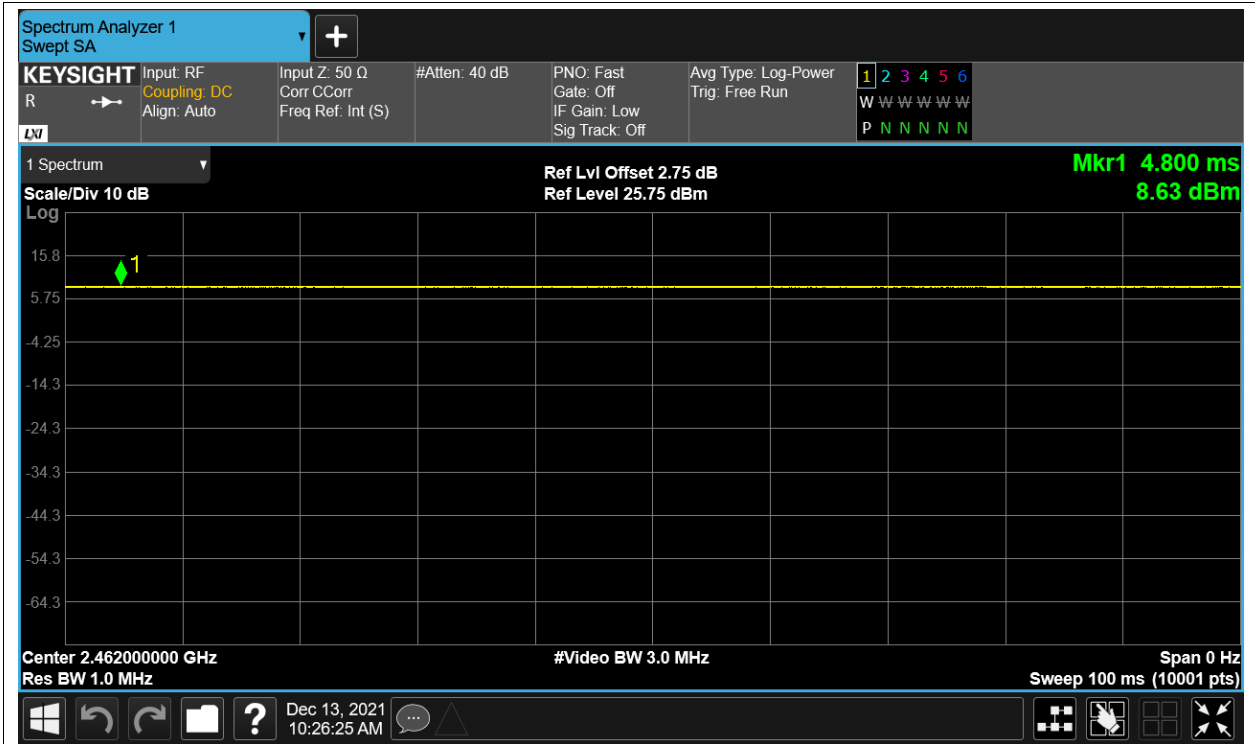 Spectrum Analyzer 1
Swept SA
KEYSIGHT
R
LXI
Input: RF
Coupling: DC
Align: Auto
Input Z: 50 Ω
Corr CCorr
Freq Ref: Int (S)
#Atten: 40 dB
PNO: Fast
Gate: Off
IF Gain: Low
Sig Track: Off
Avg Type: Log-Power
Trig: Free Run
1 2 3 4 5 6
W W W W W W
P N N N N N
1 Spectrum
Scale/Div 10 dB
Log
Ref Lvl Offset 2.75 dB
Ref Level 25.75 dBm
Mkr1 4.800 ms
8.63 dBm
1
15.8
5.75
-4.25
-14.3
-24.3
-34.3
-44.3
-54.3
-64.3
Center 2.462000000 GHz
#Video BW 3.0 MHz
Span 0 Hz
Res BW 1.0 MHz
Sweep 100 ms (10001 pts)
?
Dec 13, 2021
10:26:25 AM